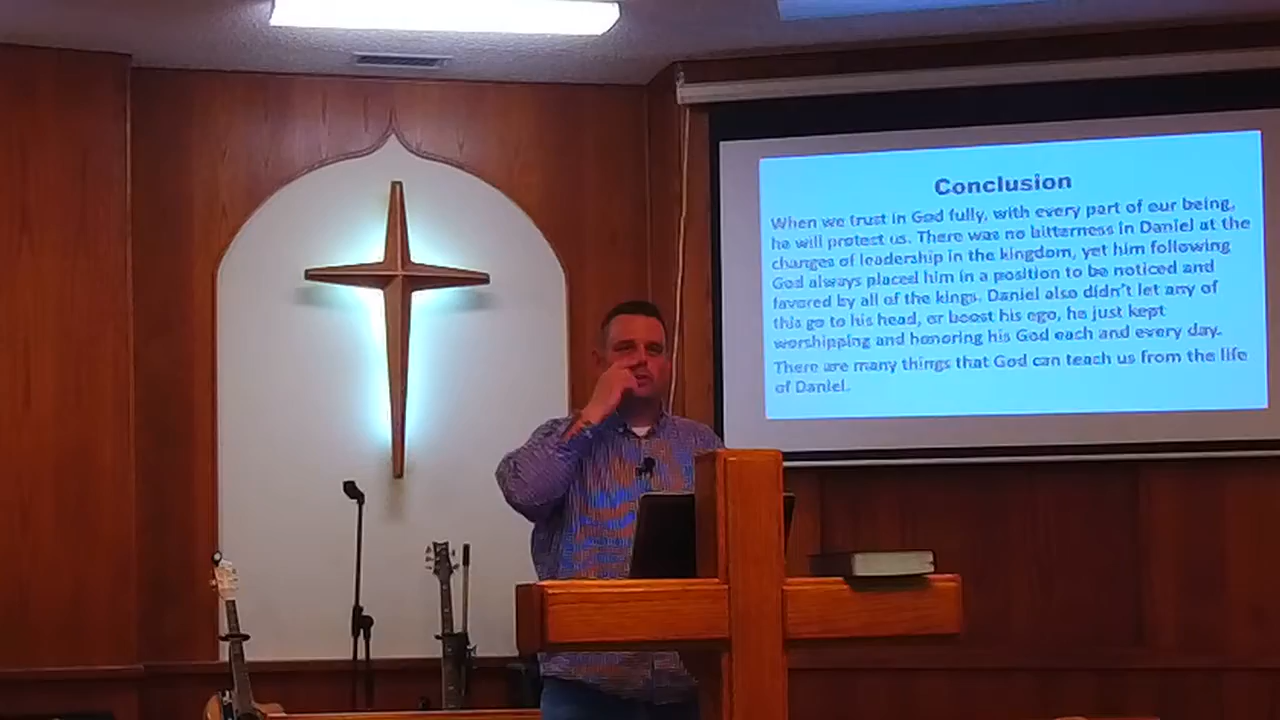 Conclusion
When we trust in God fully, with every part of our being,
he will protect us. There was no bitterness in Daniel at the
changes of leadership in the kingdom, yet him following
God always placed him in a position to be noticed and
favored by all of the kings. Daniel also didn't let any of
this go to his head, or boost his ego, he just kept
worshipping and honoring his God each and every day.
There are many things that God can teach us from the life
of Daniel.